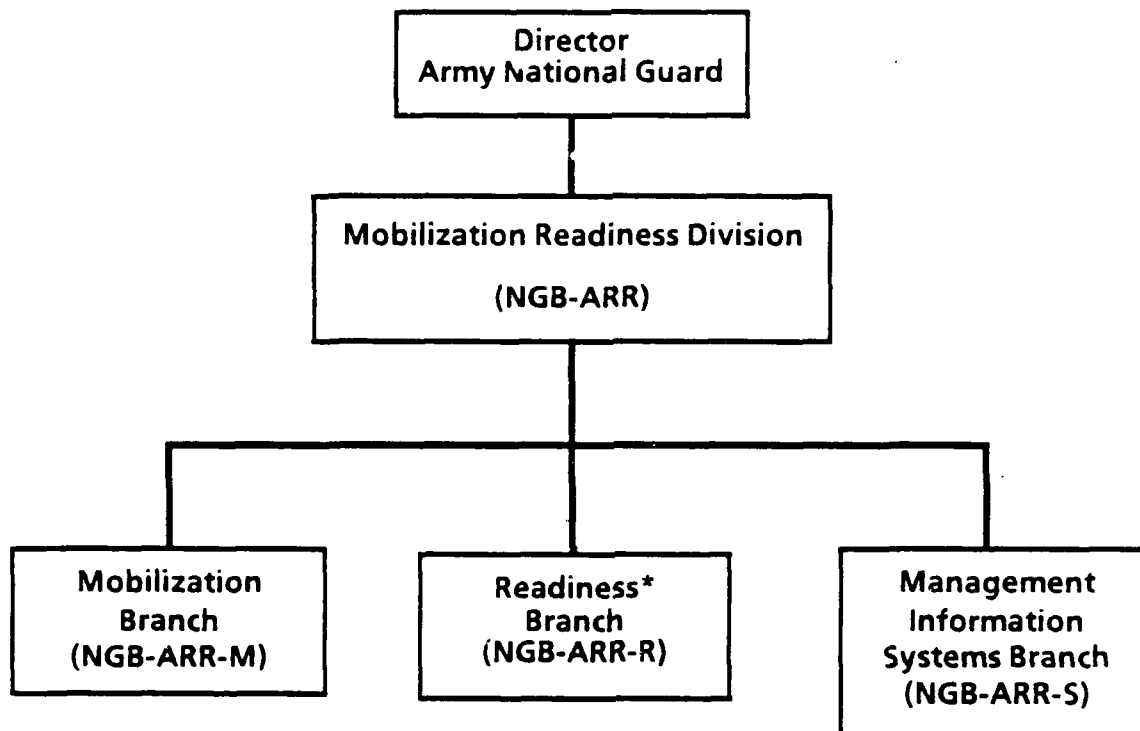 Director
Army National Guard
Mobilization Readiness Division
(NGB-ARR)
Mobilization
Branch
(NGB-ARR-M)
Readiness*
Branch
(NGB-ARR-R)
Management
Information
Systems Branch
(NGB-ARR-S)